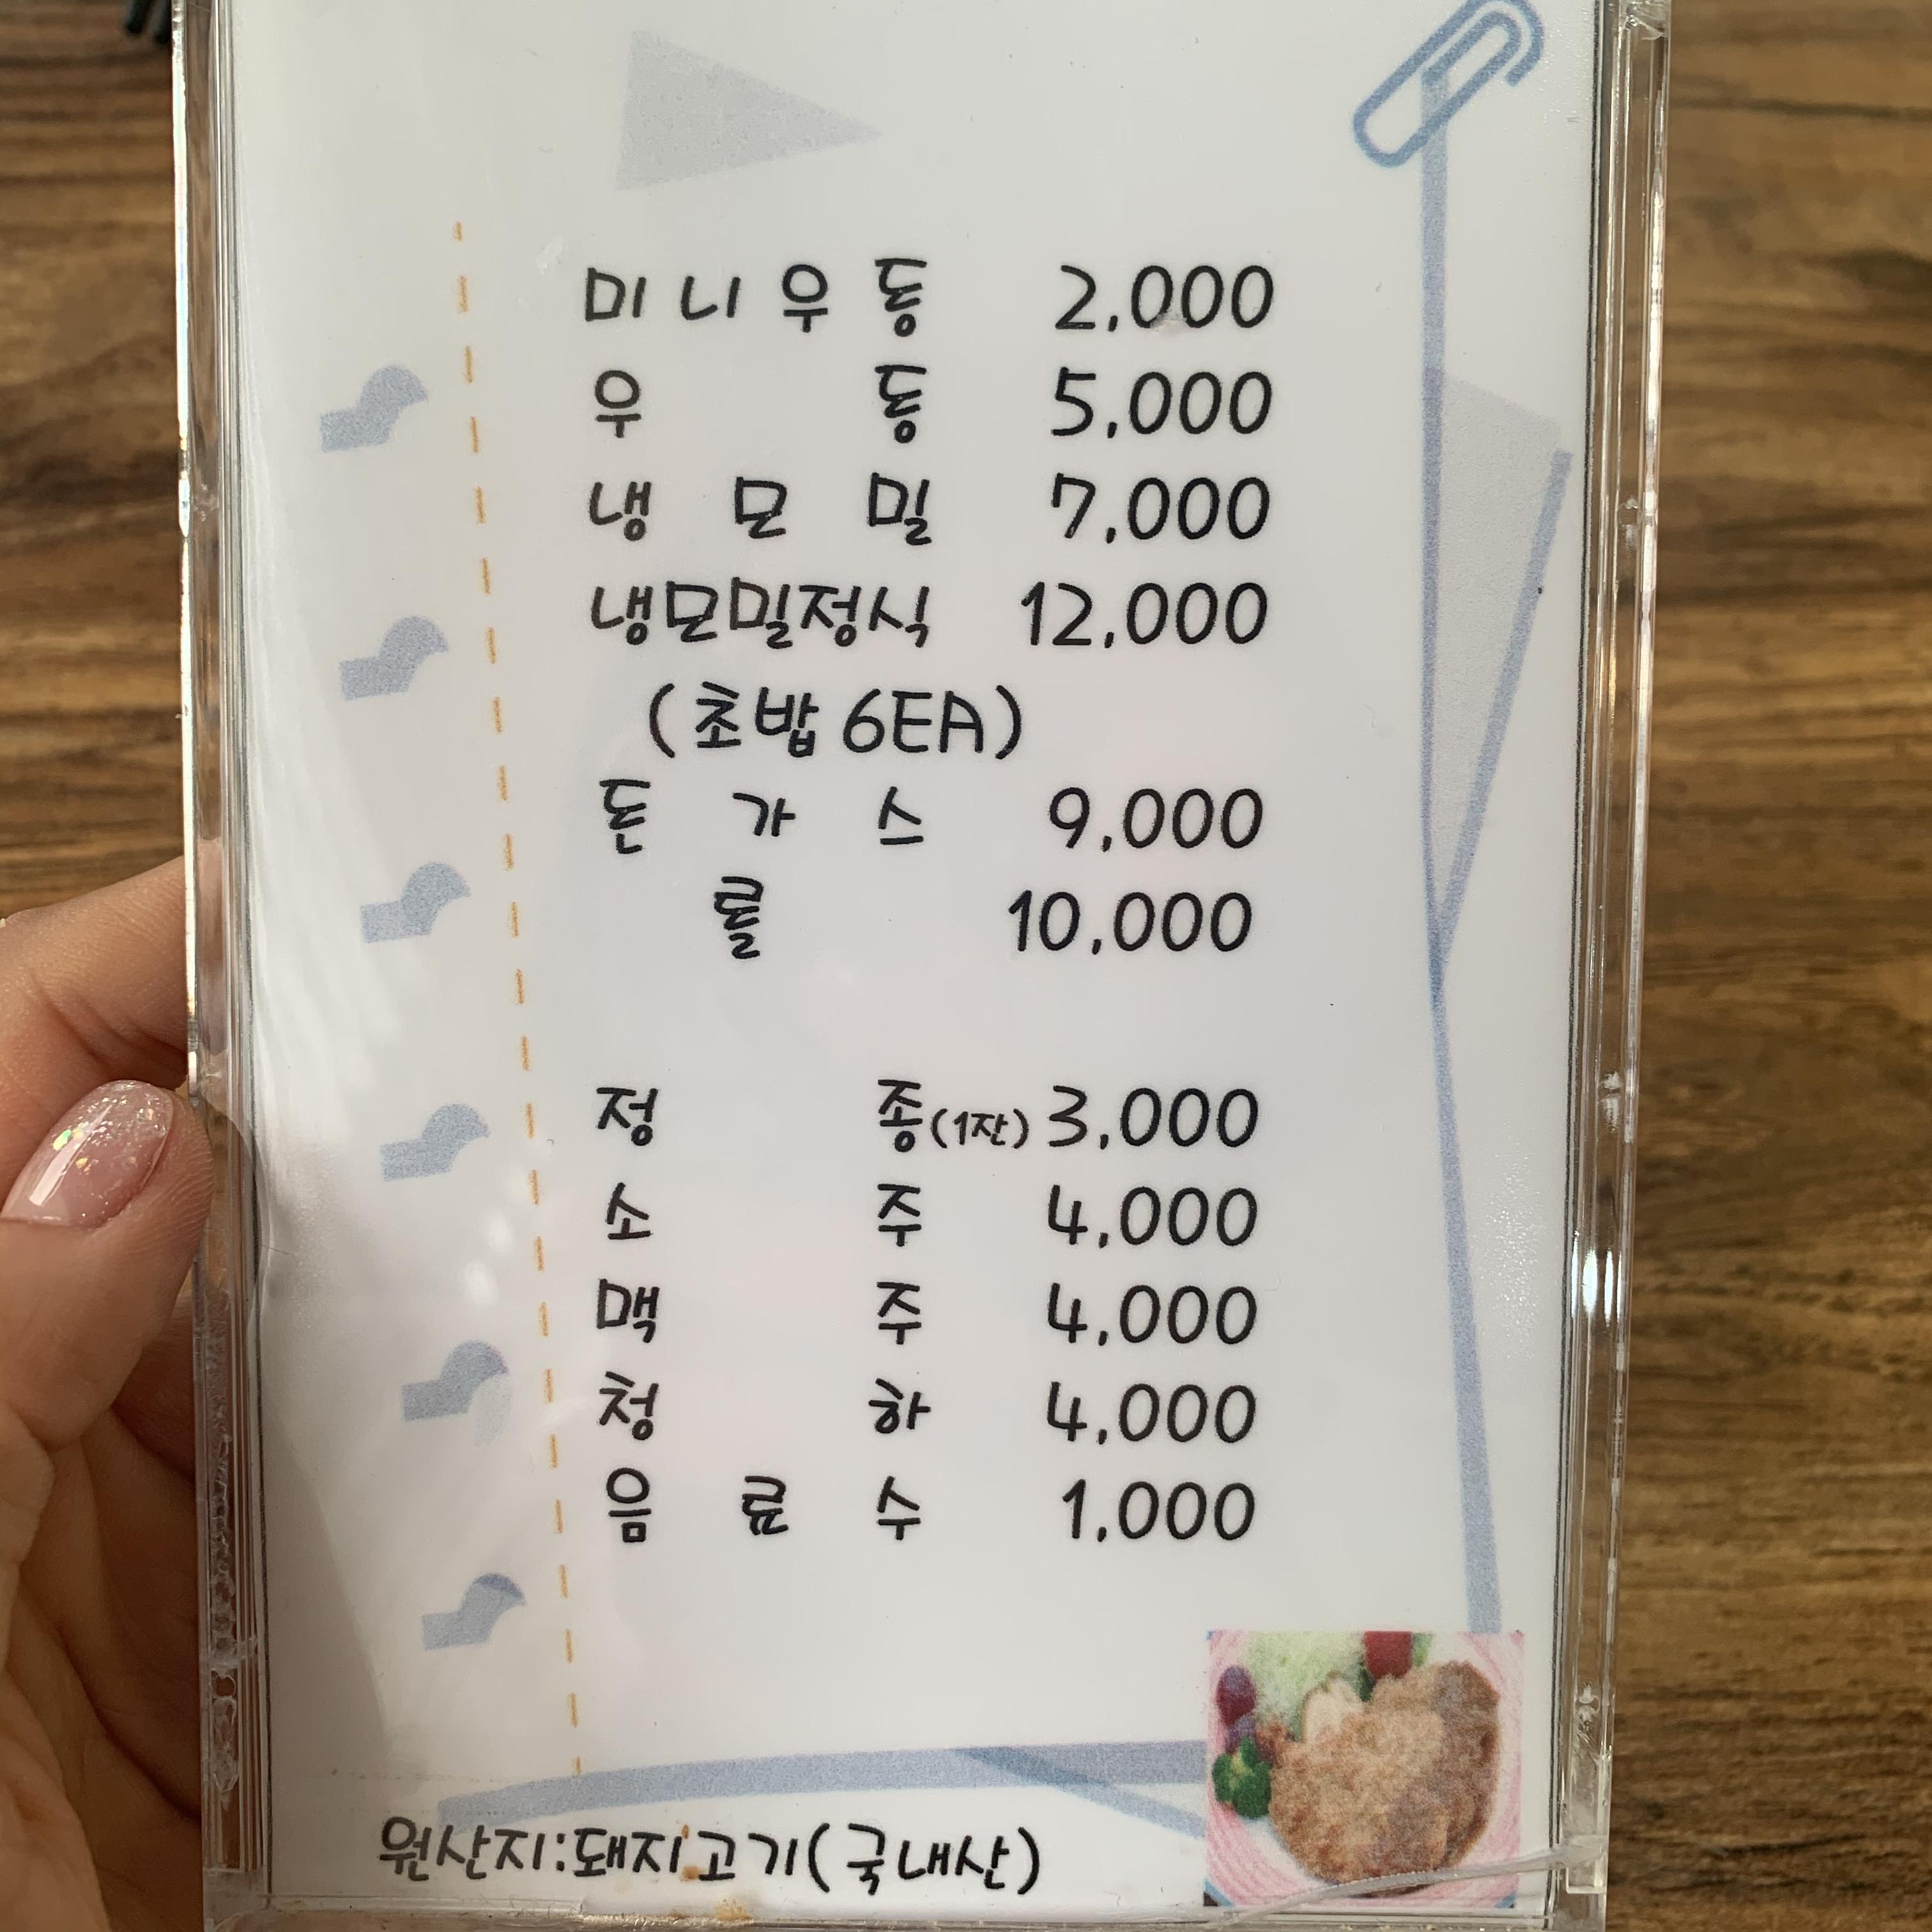 미니우동 2,000
우동 5,000
냉모밀 7,000
냉모밀정식 12,000
(초밥 6EA)
돈가스 9,000
롤 10,000
정종(1잔) 3,000
소주 4,000
맥주 4,000
청하 4,000
음료수 1,000
원산지:돼지고기(국내산)